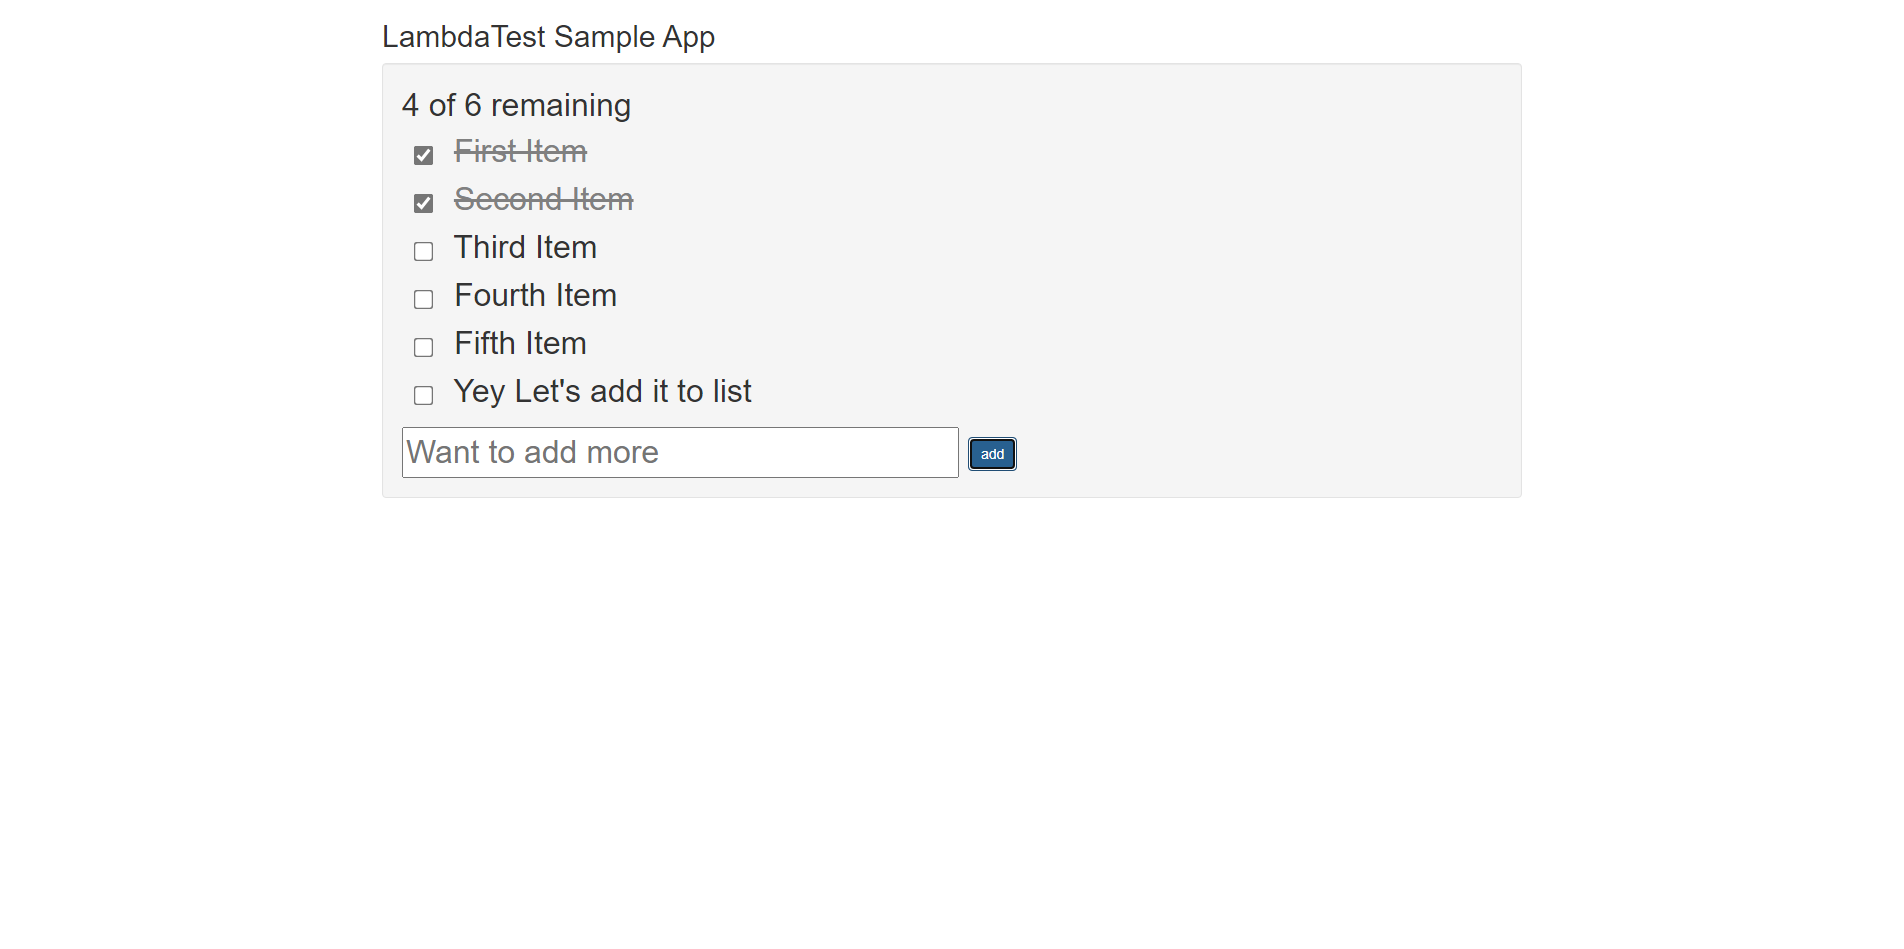 LambdaTest Sample App
4 of 6 remaining
First Item
Second Item
Third Item
Fourth Item
Fifth Item
Yey Let's add it to list
Want to add more
add